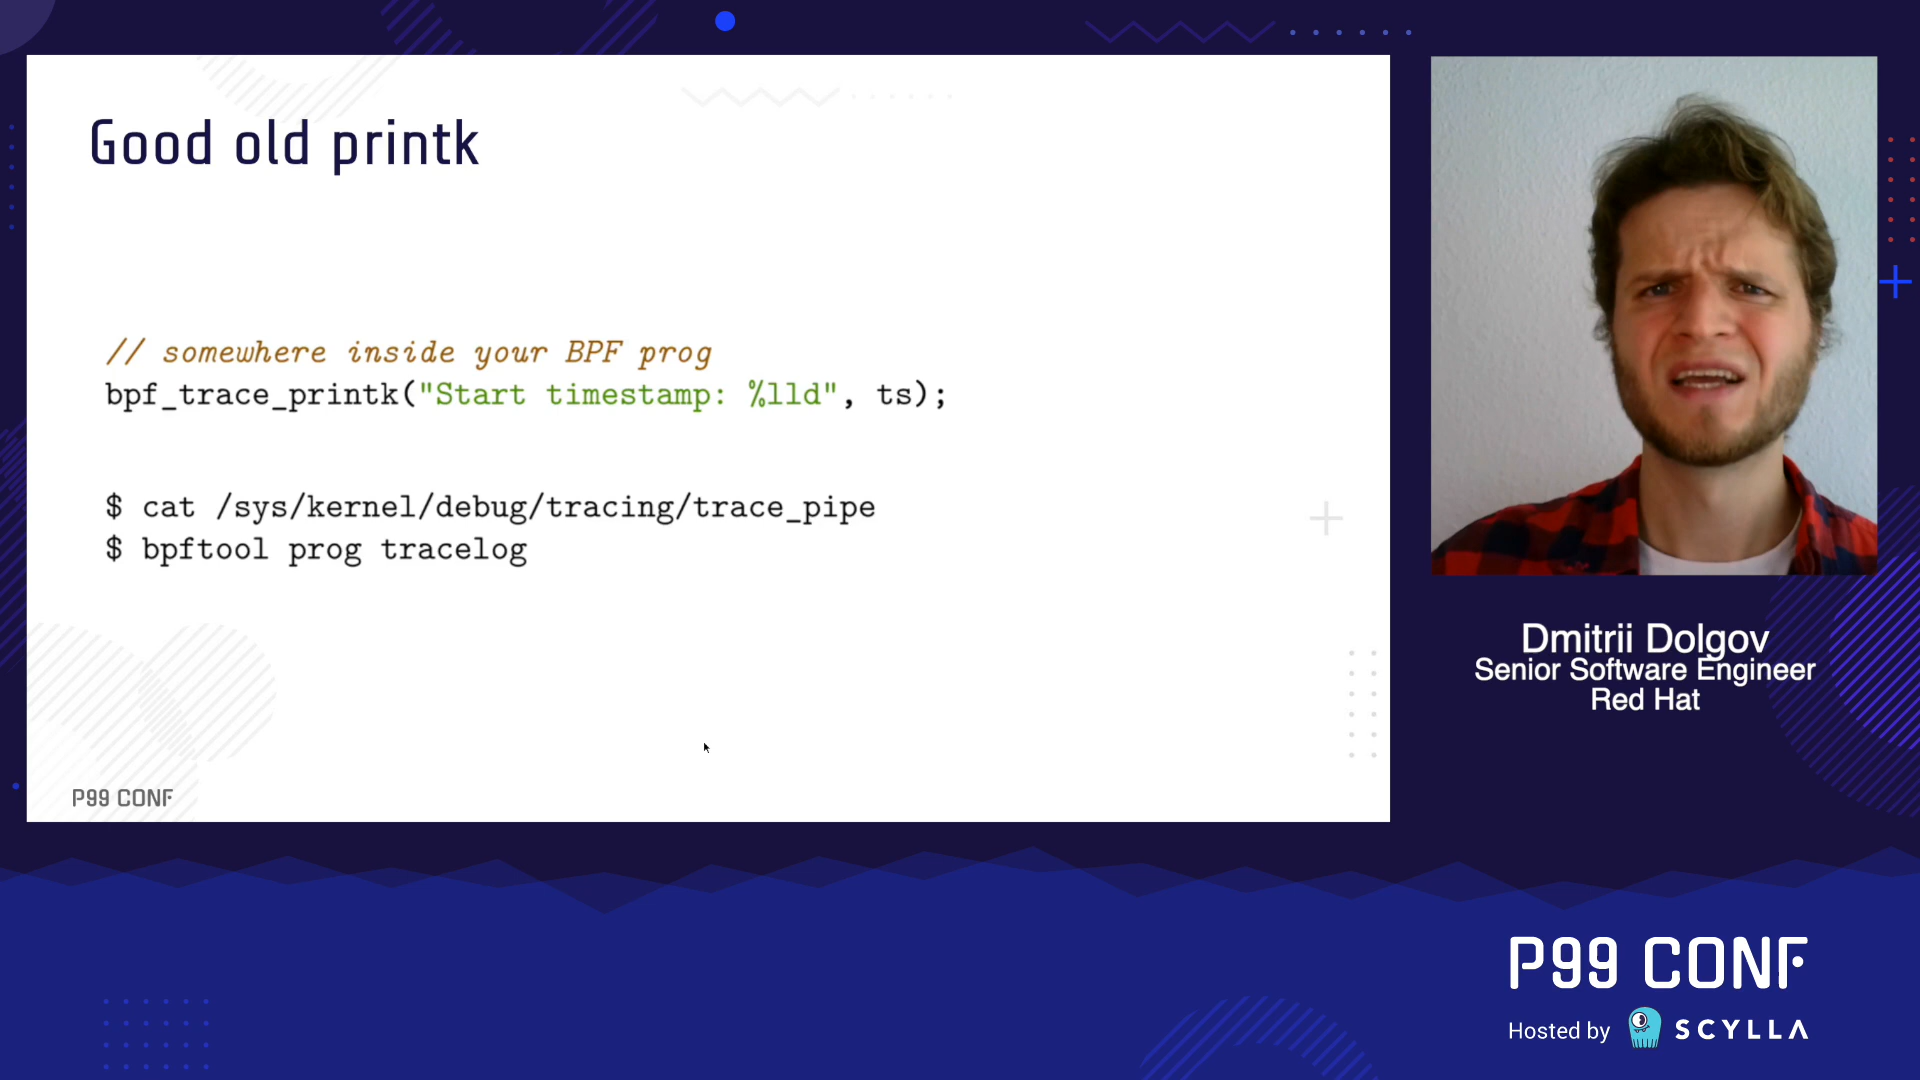 Good old printk
// somewhere inside your BPF prog
bpf_trace_printk("Start timestamp: %lld", ts);
$ cat /sys/kernel/debug/tracing/trace_pipe
$ bpftool prog tracelog
P99 CONF
Dmitrii Dolgov
Senior Software Engineer
Red Hat
P99 CONF
Hosted by SCYLLA